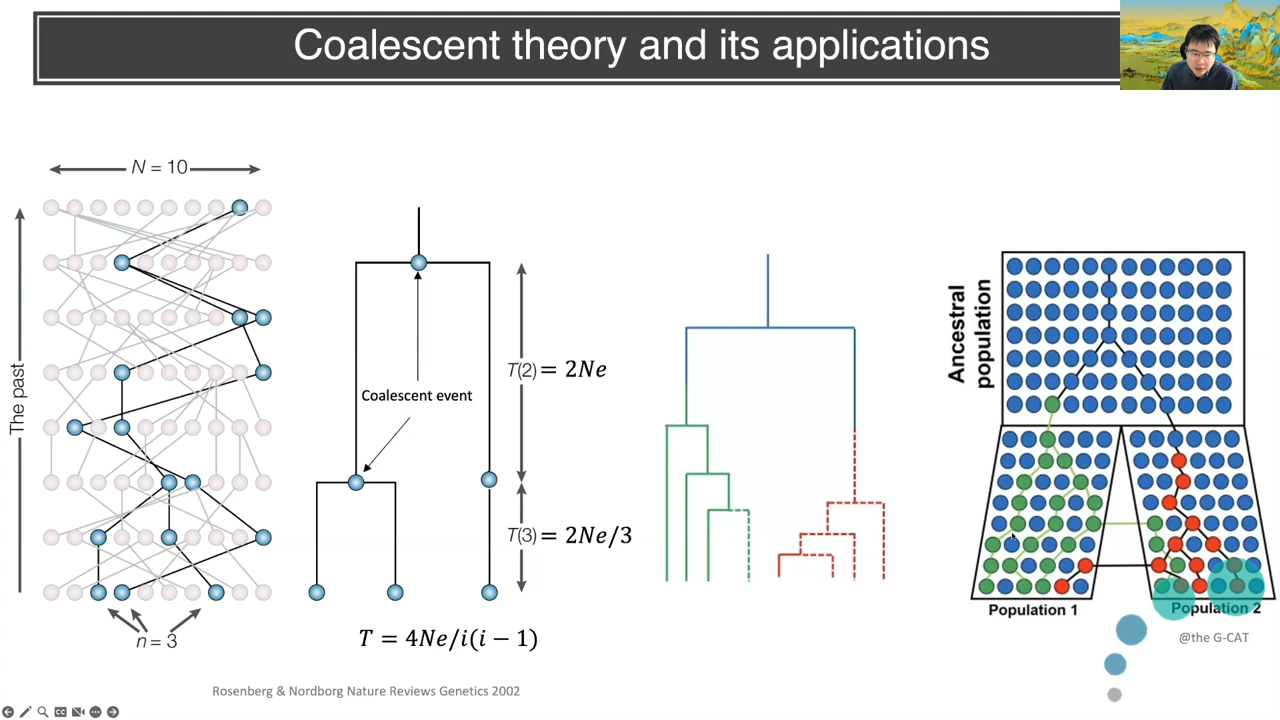 Coalescent theory and its applications
N = 10
The past
n = 3
Coalescent event
T(2) = 2Ne
T(3) = 2Ne/3
T = 4Ne/i(i − 1)
Rosenberg & Nordborg Nature Reviews Genetics 2002
Ancestral
population
Population 1
Population 2
@the G-CAT